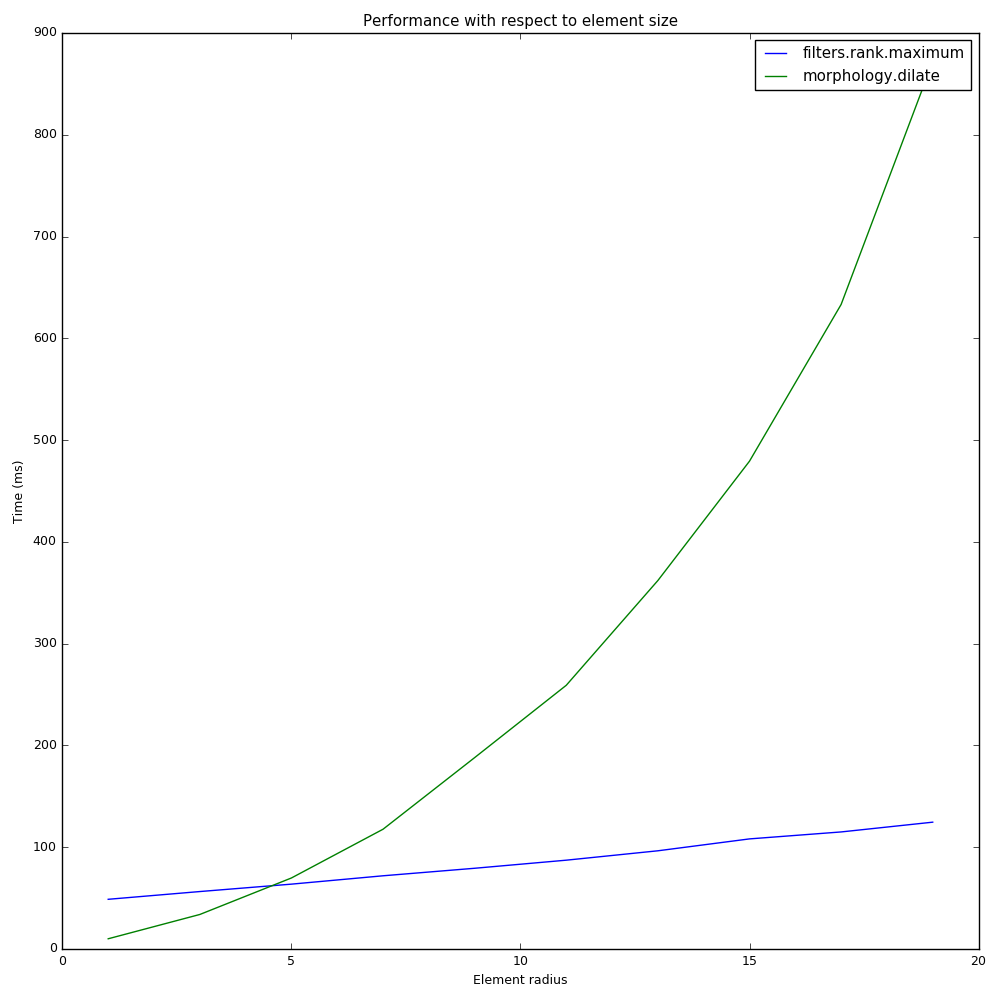 Performance with respect to element size
filters.rank.maximum
morphology.dilate
900
800
700
600
500
400
300
200
100
0
Time (ms)
0 5 10 15 20
Element radius